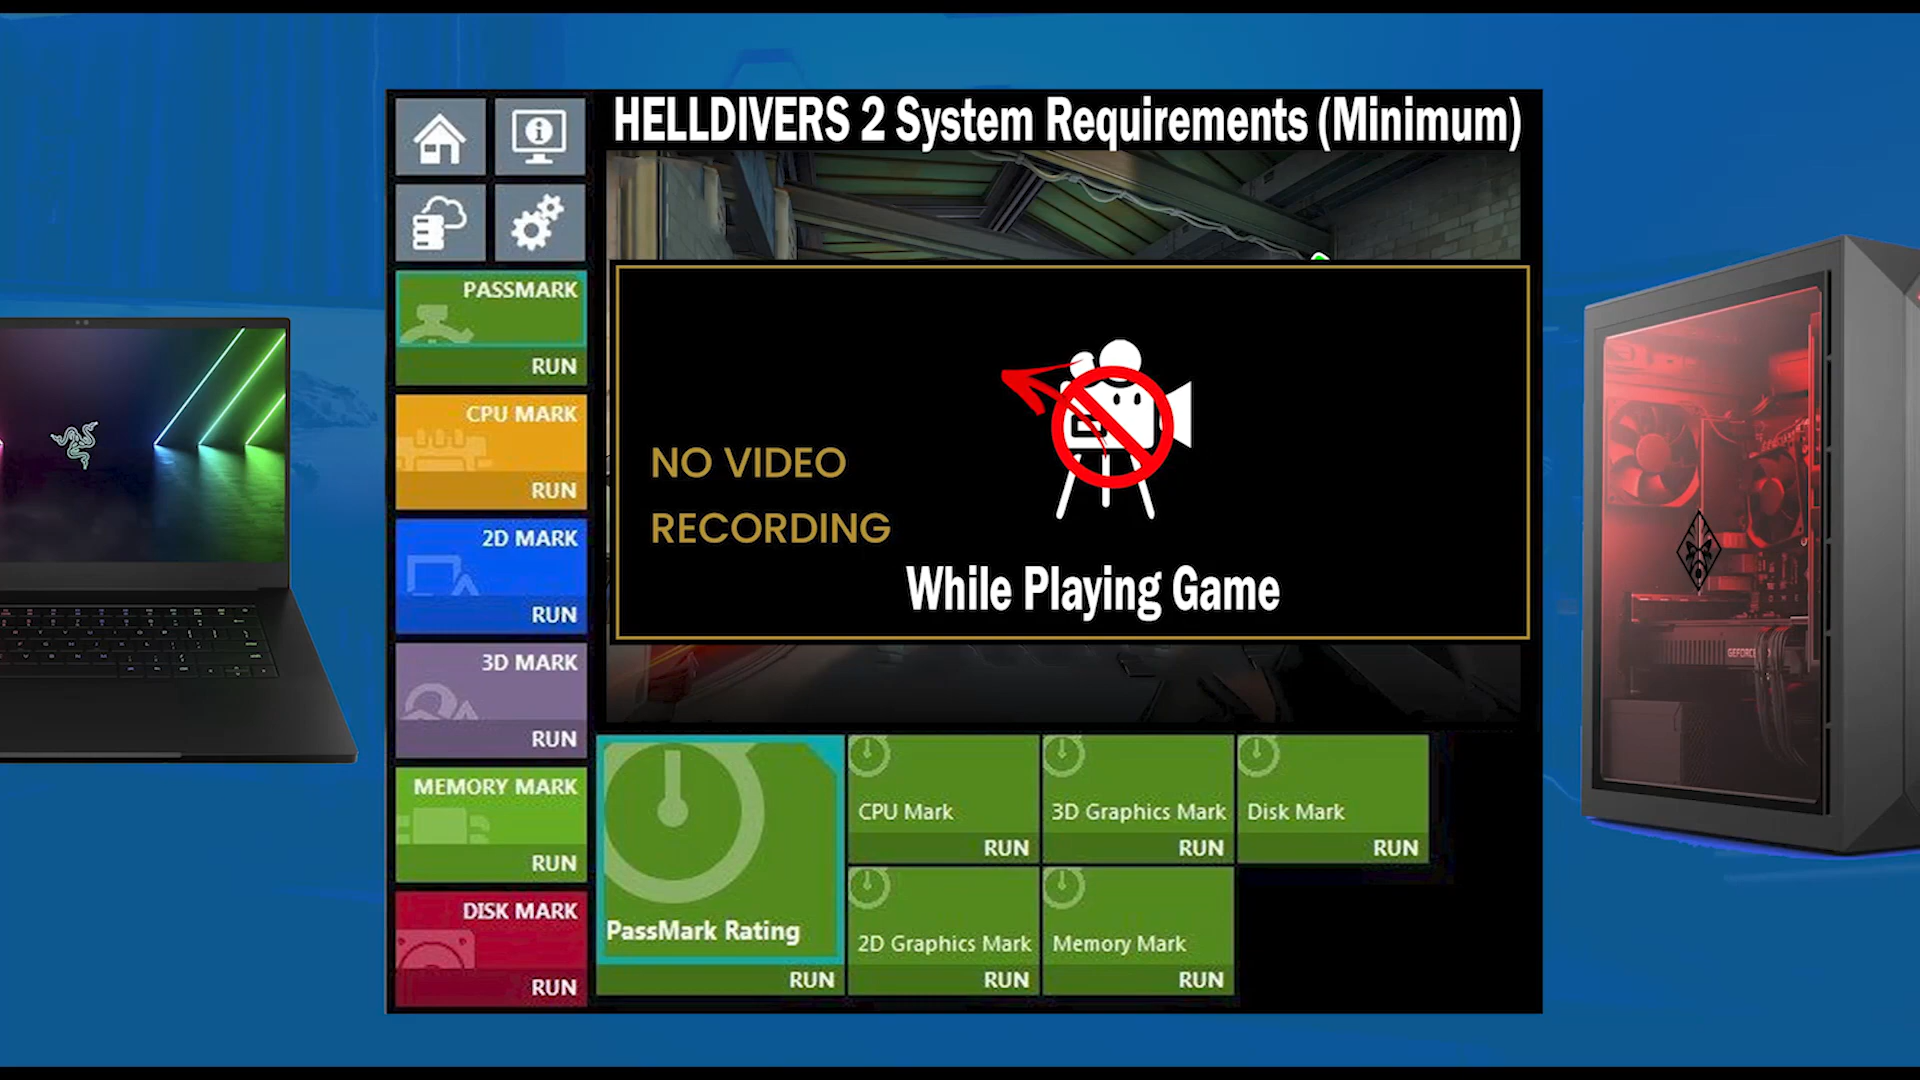 HELLDIVERS 2 System Requirements (Minimum)
PASSMARK
RUN
CPU MARK
RUN
2D MARK
RUN
3D MARK
RUN
MEMORY MARK
RUN
DISK MARK
RUN
NO VIDEO
RECORDING
While Playing Game
PassMark Rating
RUN
CPU Mark
RUN
3D Graphics Mark
RUN
Disk Mark
RUN
2D Graphics Mark
RUN
Memory Mark
RUN